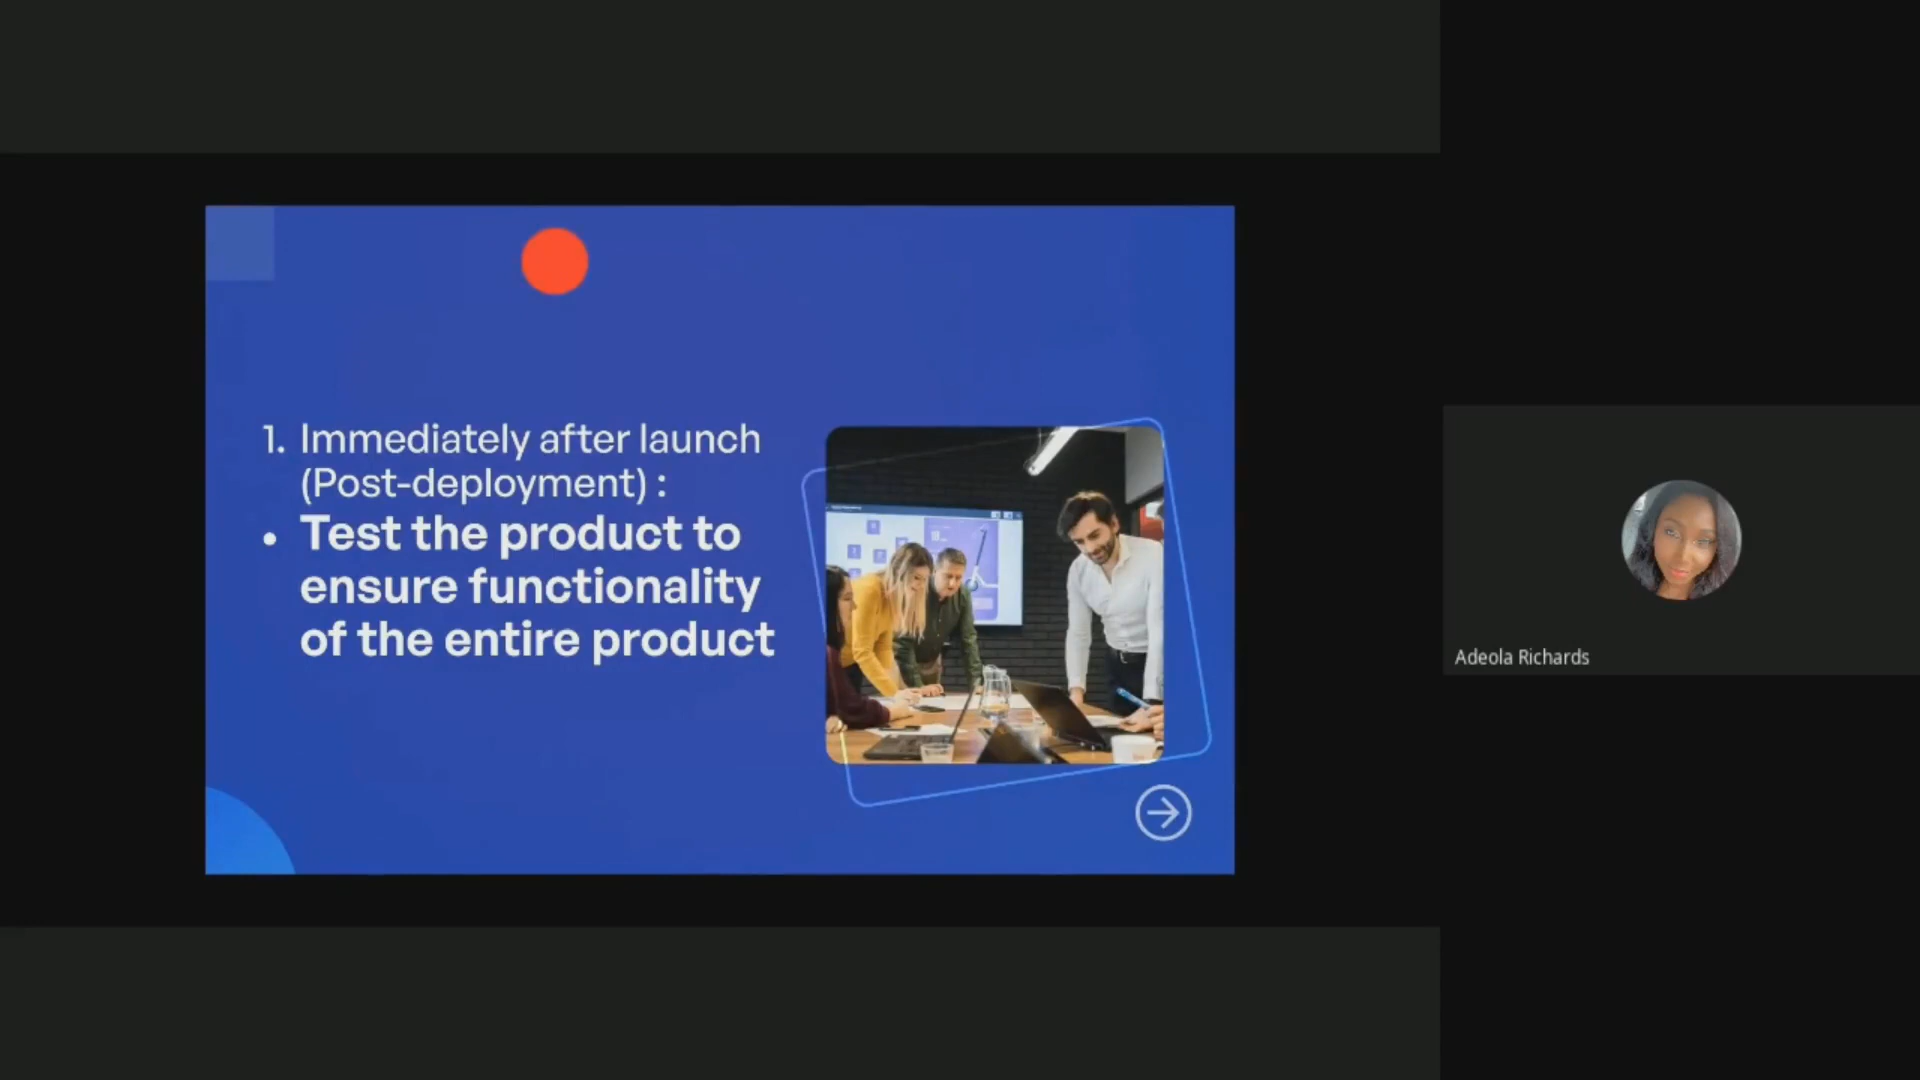 1. Immediately after launch
(Post-deployment) :
• Test the product to
ensure functionality
of the entire product
Adeola Richards